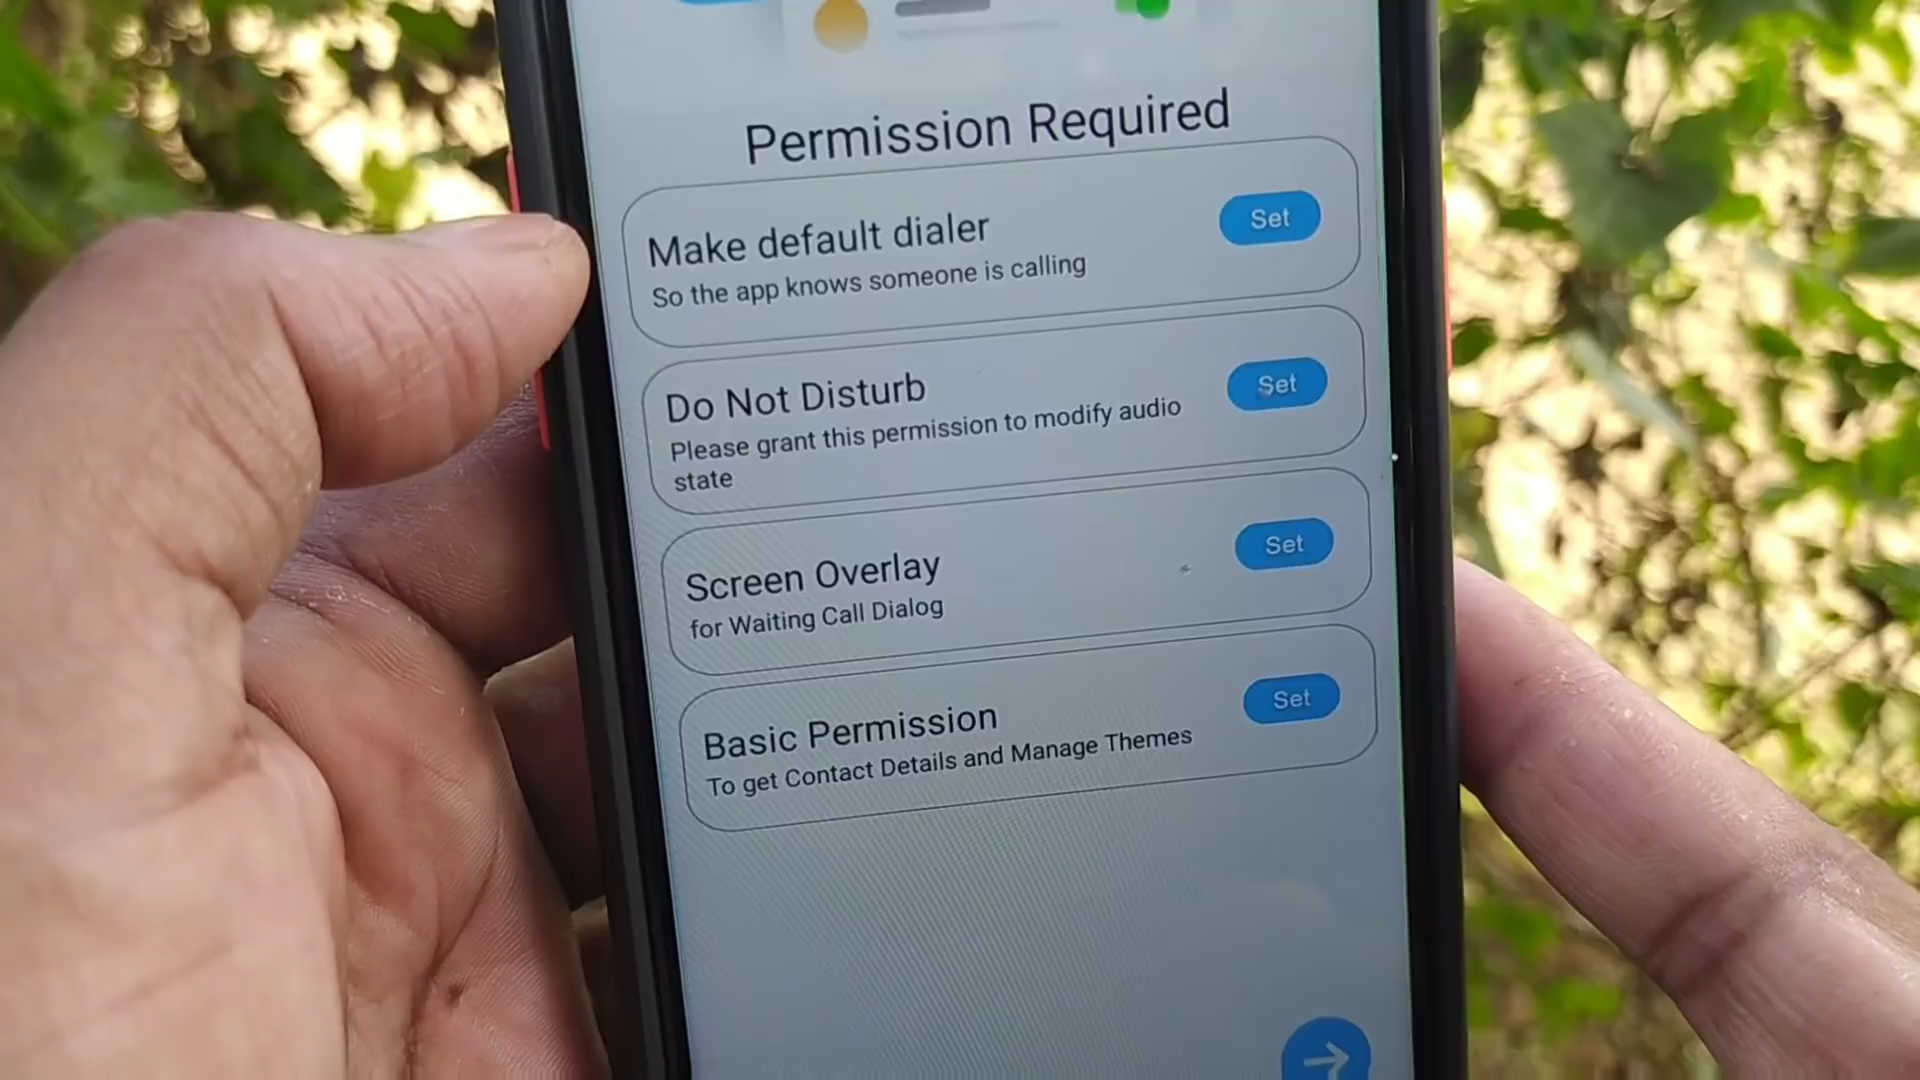 Permission Required
Make default dialer
Set
So the app knows someone is calling
Do Not Disturb
Set
Please grant this permission to modify audio
state
Screen Overlay
Set
for Waiting Call Dialog
Basic Permission
Set
To get Contact Details and Manage Themes